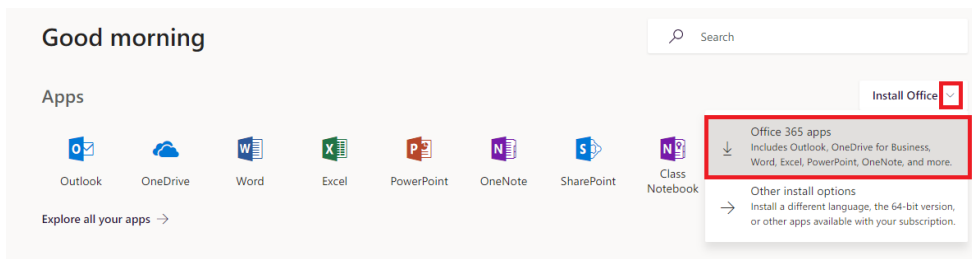 Good morning
Search
Apps
Install Office
Office 365 apps
Includes Outlook, OneDrive for Business,
Word, Excel, PowerPoint, OneNote, and more.
Other install options
Install a different language, the 64-bit version,
or other apps available with your subscription.
Outlook
OneDrive
Word
Excel
PowerPoint
OneNote
SharePoint
Class
Notebook
Explore all your apps